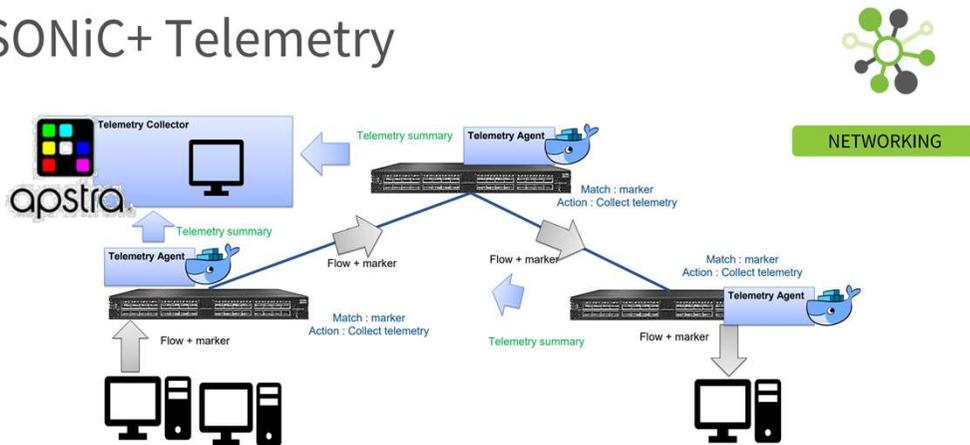 SONiC+ Telemetry
NETWORKING
Telemetry Collector
apstra
Telemetry summary
Telemetry Agent
Match : marker
Action : Collect telemetry
Telemetry summary
Telemetry Agent
Flow + marker
Flow + marker
Match : marker
Action : Collect telemetry
Telemetry Agent
Match : marker
Action : Collect telemetry
Flow + marker
Telemetry summary
Flow + marker